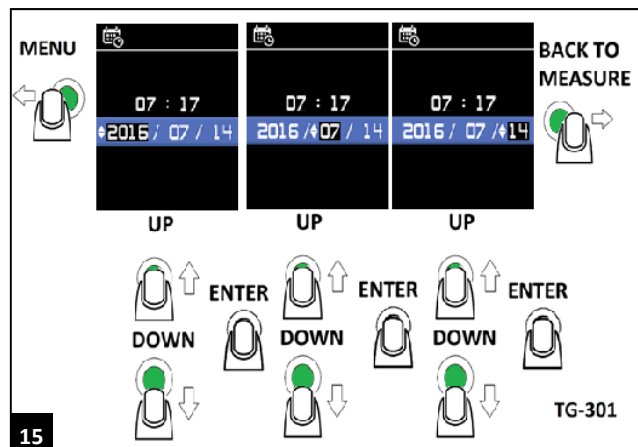 MENU
07 : 17
2016 / 07 / 14
07 : 17
2016 / 07 / 14
07 : 17
2016 / 07 / 14
BACK TO
MEASURE
UP
UP
UP
ENTER
ENTER
ENTER
DOWN
DOWN
DOWN
TG-301
15